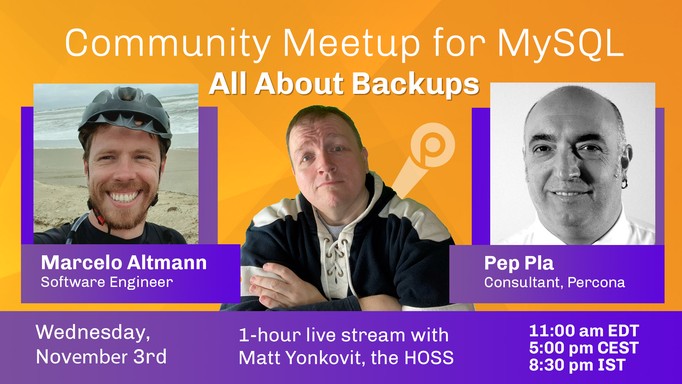 Community Meetup for MySQL
All About Backups
Marcelo Altmann
Software Engineer
Pep Pla
Consultant, Percona
Wednesday,
November 3rd
1-hour live stream with
Matt Yonkovit, the HOSS
11:00 am EDT
5:00 pm CEST
8:30 pm IST